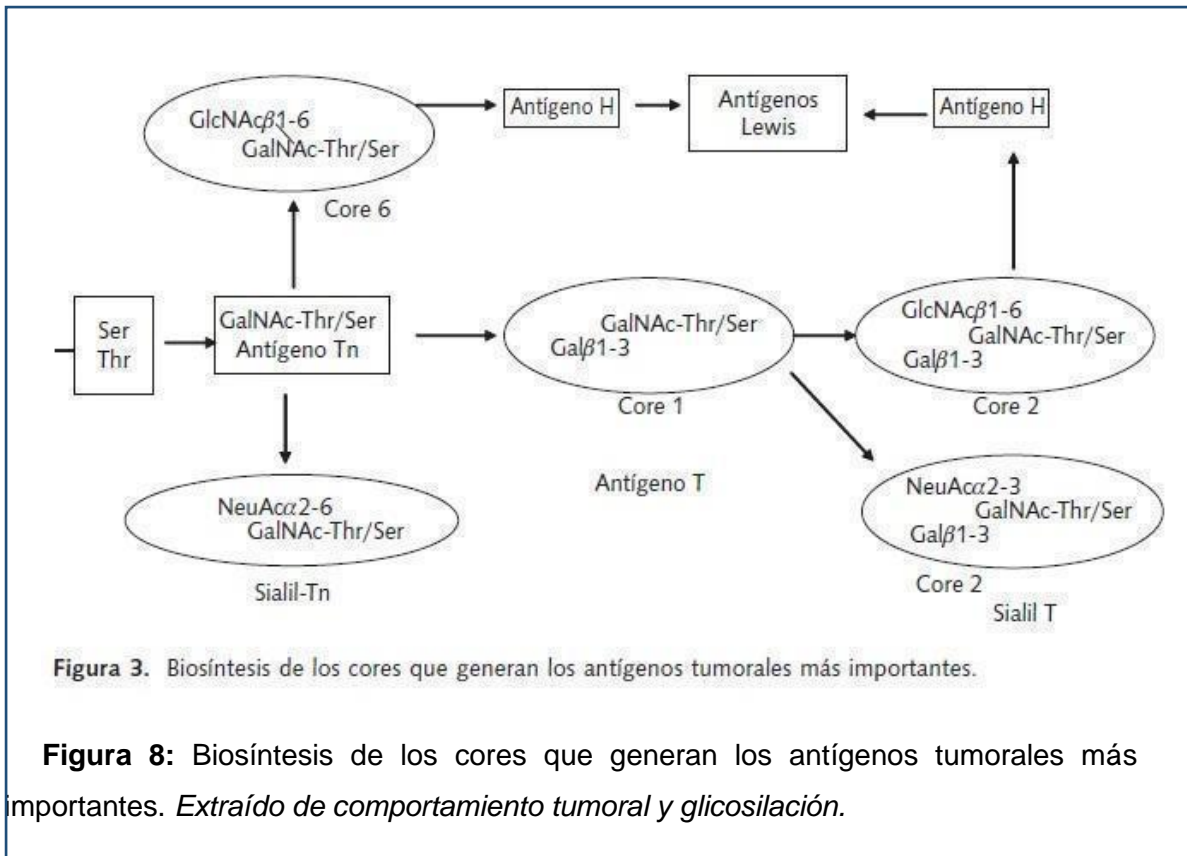 Antígeno H
Antígenos
Lewis
Antígeno H
GlcNAcβ1-6
GalNAc-Thr/Ser
Core 6
Ser
Thr
GalNAc-Thr/Ser
Antígeno Tn
GalNAc-Thr/Ser
Galβ1-3
Core 1
GlcNAcβ1-6
GalNAc-Thr/Ser
Galβ1-3
Core 2
Antígeno T
NeuAcα2-6
GalNAc-Thr/Ser
Sialil-Tn
NeuAcα2-3
GalNAc-Thr/Ser
Galβ1-3
Core 2
Sialil T
Figura 3. Biosíntesis de los cores que generan los antígenos tumorales más importantes.
Figura 8: Biosíntesis de los cores que generan los antígenos tumorales más
importantes. Extraído de comportamiento tumoral y glicosilación.